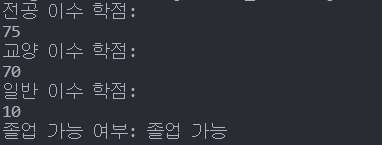 전공 이수 학점:
75
교양 이수 학점:
70
일반 이수 학점:
10
졸업 가능 여부: 졸업 가능